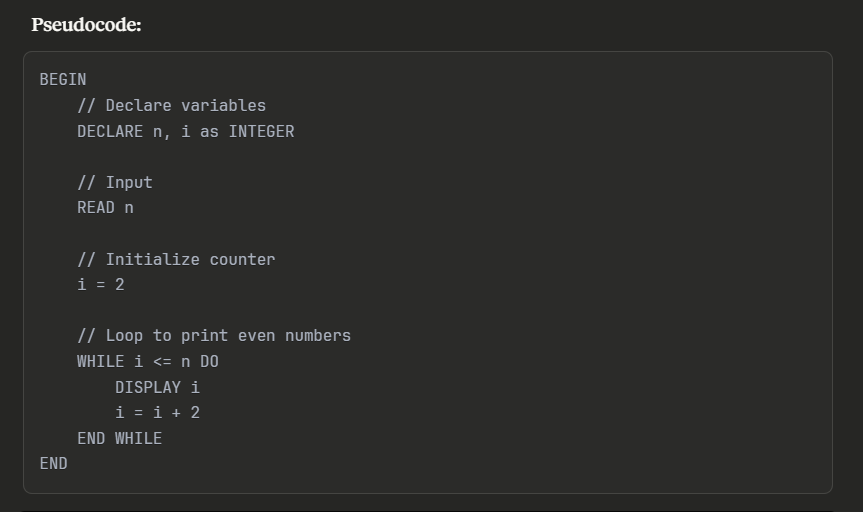 Pseudocode:
BEGIN
    // Declare variables
    DECLARE n, i as INTEGER
    // Input
    READ n
    // Initialize counter
    i = 2
    // Loop to print even numbers
    WHILE i <= n DO
        DISPLAY i
        i = i + 2
    END WHILE
END